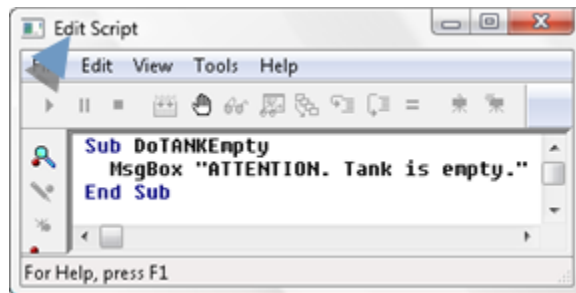 Edit Script
Edit View Tools Help
Sub DoTANKEmpty
MsgBox "ATTENTION. Tank is empty."
End Sub
For Help, press F1